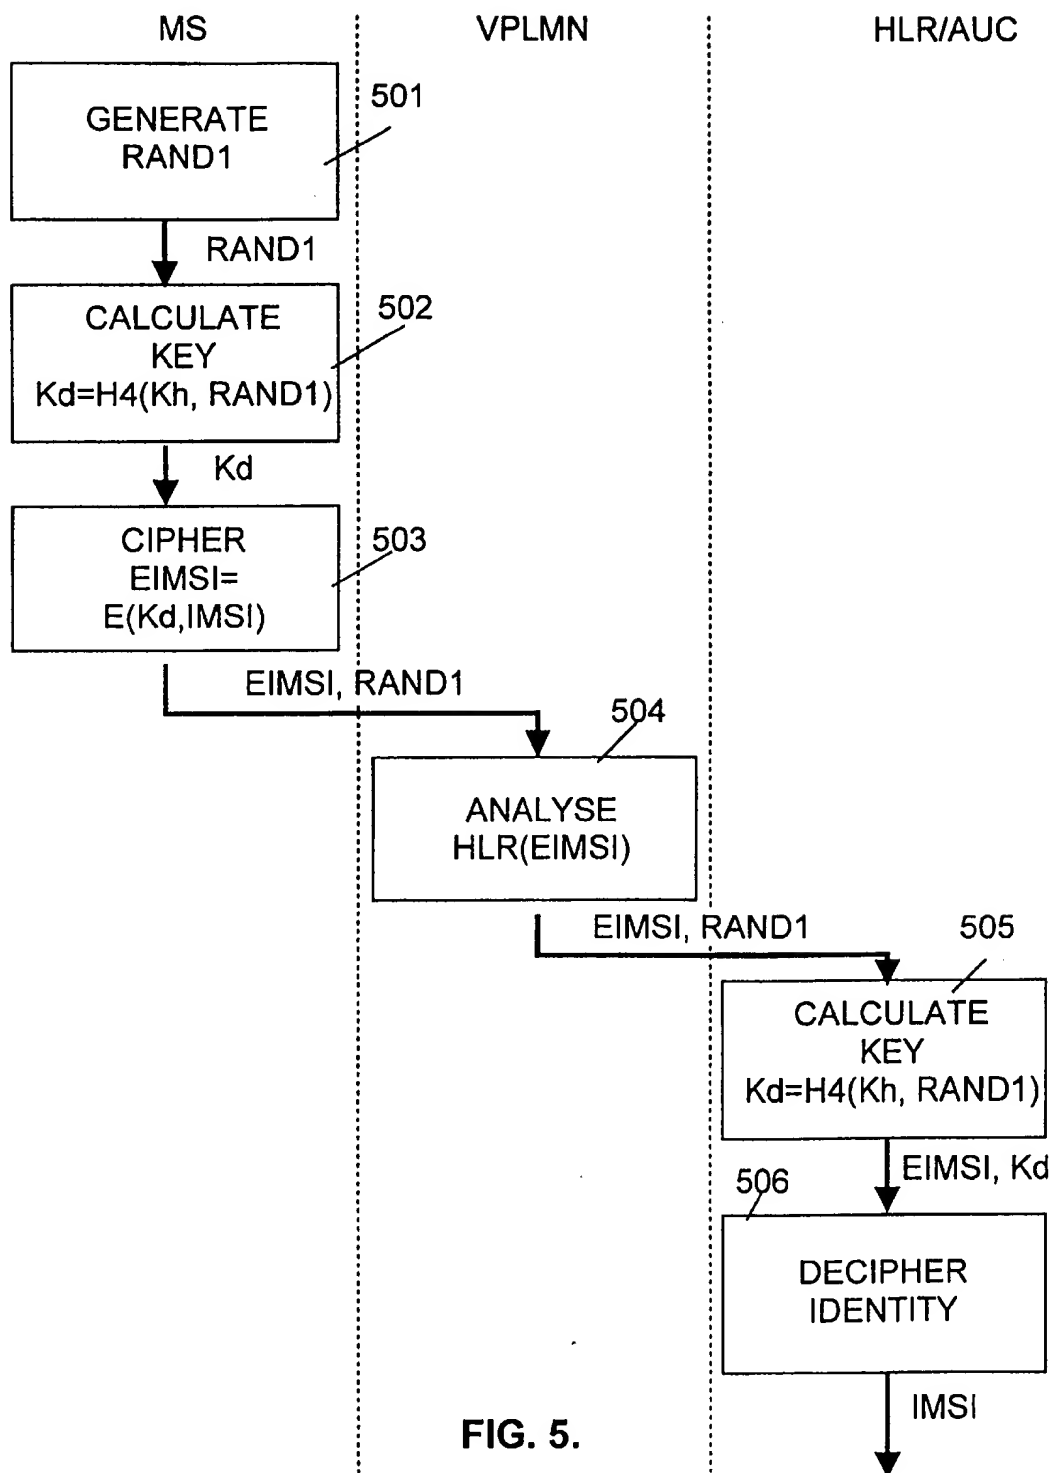 MS
VPLMN
HLR/AUC
GENERATE
RAND1
501
RAND1
CALCULATE
KEY
Kd=H4(Kh, RAND1)
502
Kd
CIPHER
EIMSI=
E(Kd,IMSI)
503
EIMSI, RAND1
504
ANALYSE
HLR(EIMSI)
EIMSI, RAND1
505
CALCULATE
KEY
Kd=H4(Kh, RAND1)
EIMSI, Kd
506
DECIPHER
IDENTITY
IMSI
FIG. 5.